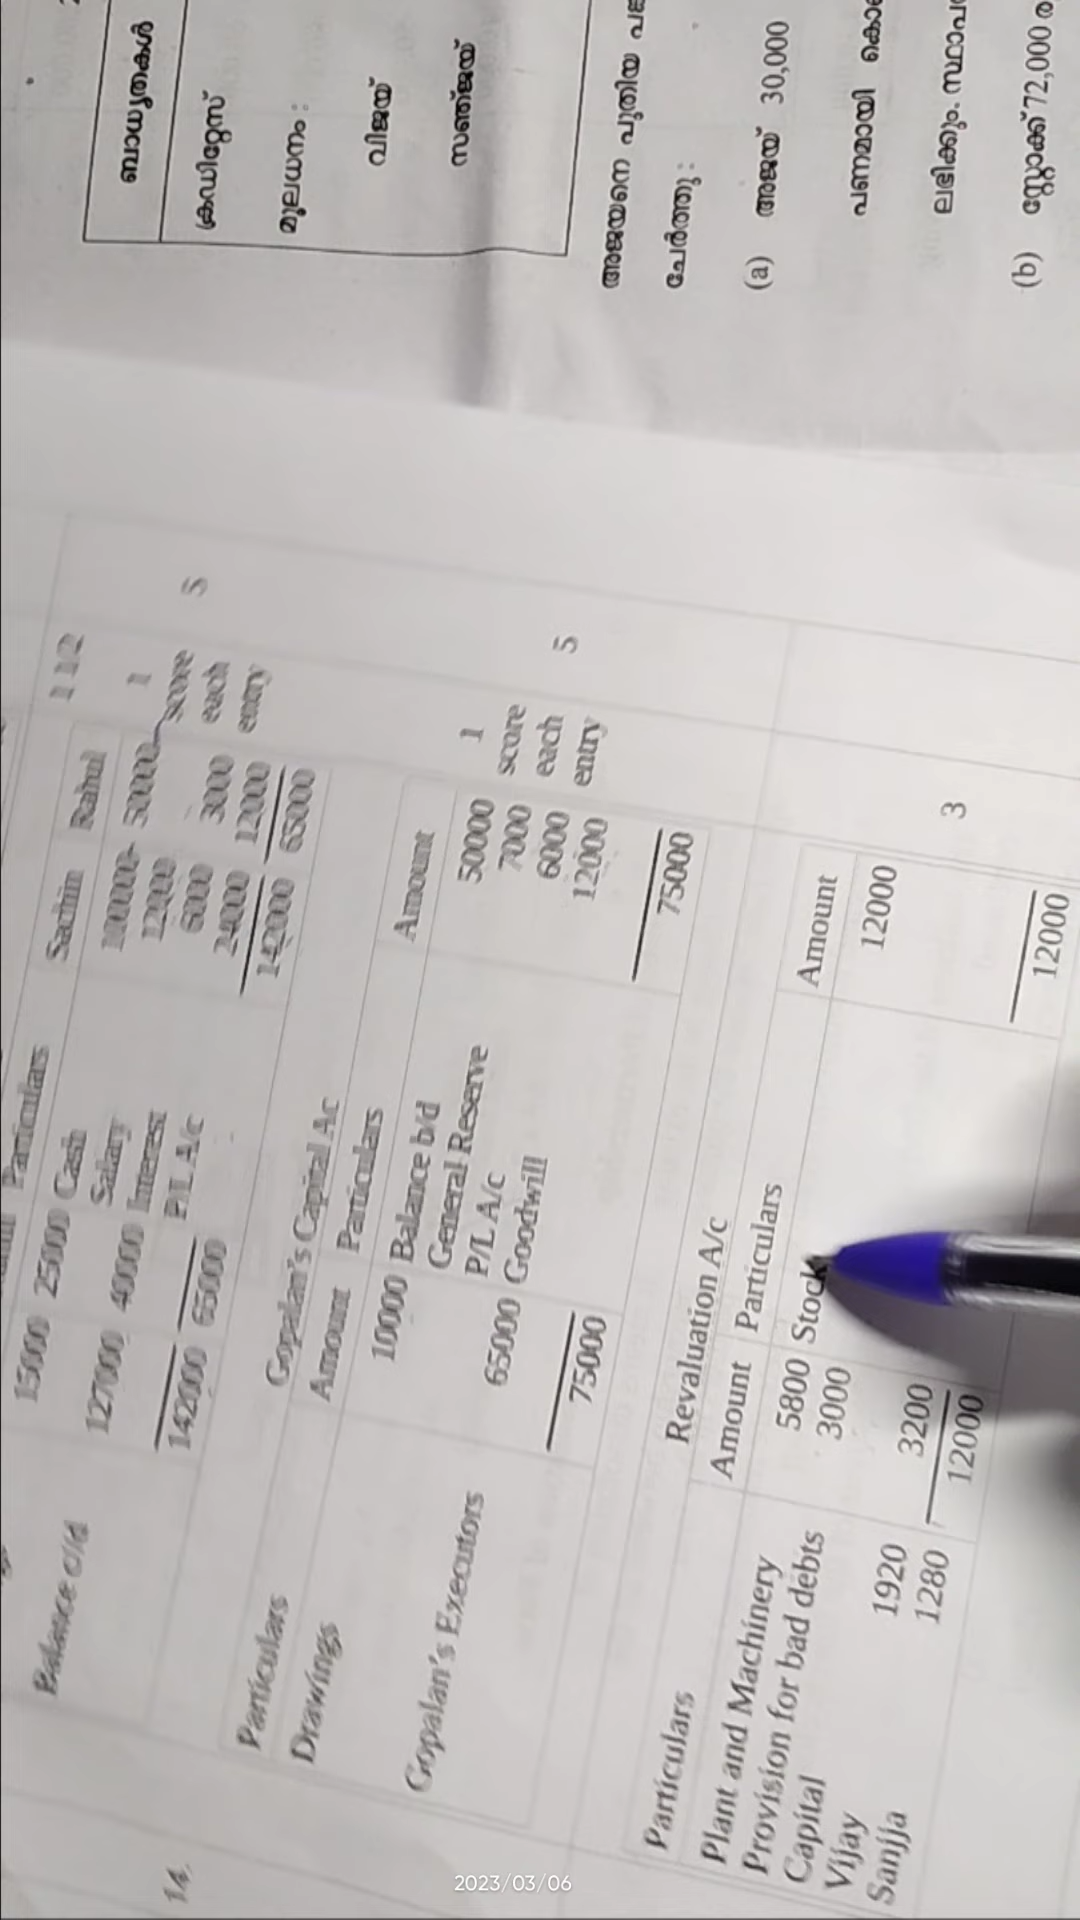 Particulars Sachin Rahul 1 1/2
15000 25000 Cash 100000 50000 1
Balance c/d 127000 40000 Salary 12000 score
Interest 6000 3000 each 5
P/L A/c 24000 12000 entry
142000 65000 142000 65000
14.
Gopalan's Capital Ac
Particulars Amount Particulars Amount
Drawings 10000 Balance b/d 50000 1
General Reserve 7000 score
P/L A/c 6000 each 5
Gopalan's Executors 65000 Goodwill 12000 entry
75000 75000
Revaluation A/c
Particulars Amount Particulars Amount
Plant and Machinery 5800 Stock 12000
Provision for bad debts 3000
Capital 3
Vijay 1920
Sanjja 1280 3200
12000 12000
ബാധ്യതകൾ
ക്രഡിറ്റേസ്
മൂലധനം :
വിജയ്
സഞ്ജയ്
അജയനെ പുതിയ
ചേർത്തു :
(a) അജയ് 30,000
പണമായി
ലഭിക്കും.
(b) സ്റ്റോക്ക് 72,000
2023/03/06